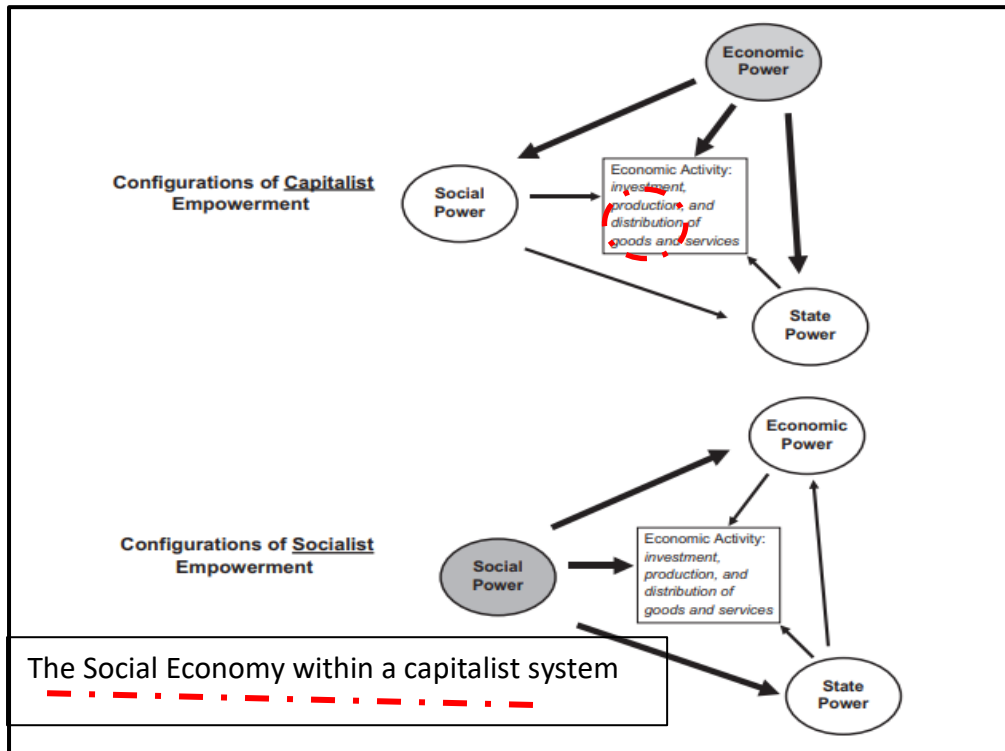 Economic
Power
Configurations of Capitalist
Empowerment
Social
Power
Economic Activity:
investment,
production, and
distribution of
goods and services
State
Power
Economic
Power
Configurations of Socialist
Empowerment
Social
Power
Economic Activity:
investment,
production, and
distribution of
goods and services
The Social Economy within a capitalist system
State
Power